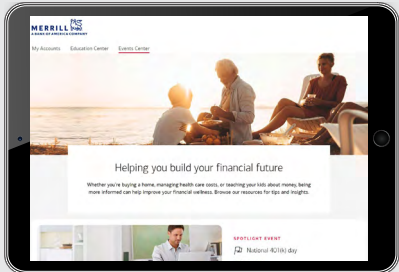 MERRILL
A BANK OF AMERICA COMPANY
My Accounts Education Center Events Center
Helping you build your financial future
Whether you're buying a home, managing health care costs, or teaching your kids about money, being
more informed can help improve your financial wellness. Browse our resources for tips and insights.
SPOTLIGHT EVENT
National 401(k) day